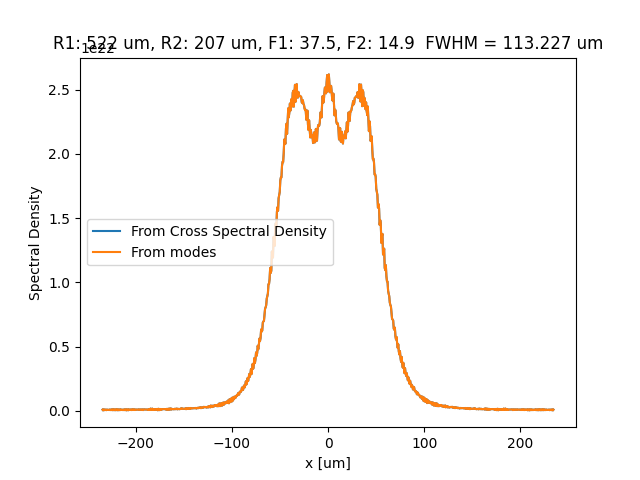 R1: 522 um, R2: 207 um, F1: 37.5, F2: 14.9  FWHM = 113.227 um
1e22
2.5
2.0
1.5
1.0
0.5
0.0
Spectral Density
From Cross Spectral Density
From modes
−200
−100
0
100
200
x [um]